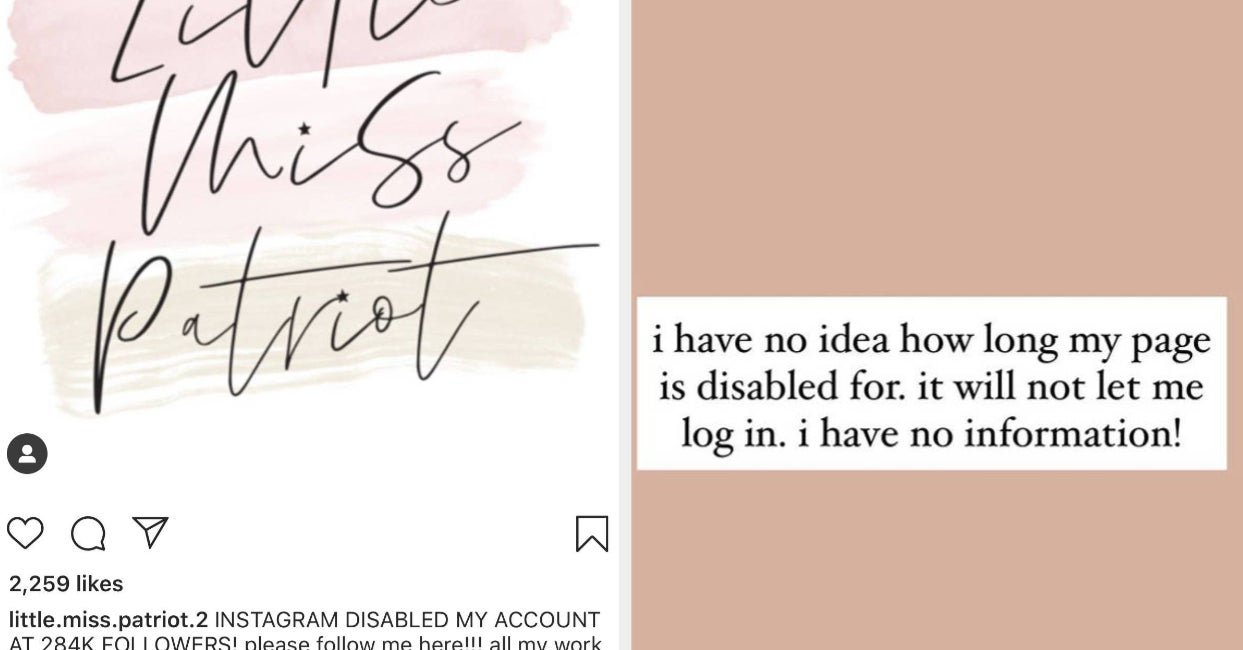 Little
Miss
Patriot
2,259 likes
little.miss.patriot.2 INSTAGRAM DISABLED MY ACCOUNT
AT 284K FOLLOWERS! please follow me here!!! all my work
i have no idea how long my page
is disabled for. it will not let me
log in. i have no information!